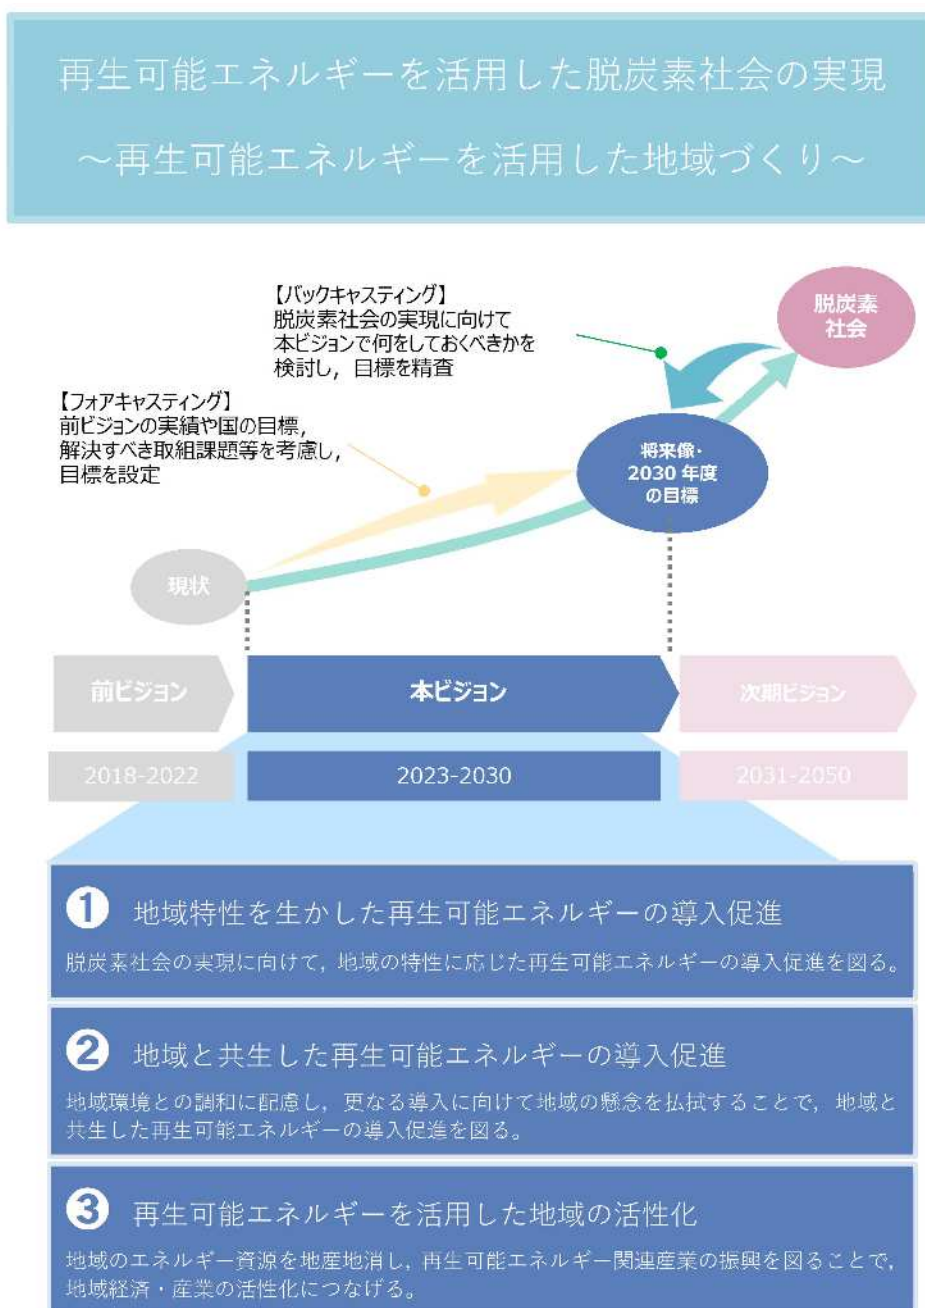 再生可能エネルギーを活用した脱炭素社会の実現
～再生可能エネルギーを活用した地域づくり～
【バックキャスティング】
脱炭素社会の実現に向けて
本ビジョンで何をしておくべきかを
検討し，目標を精査
脱炭素
社会
【フォアキャスティング】
前ビジョンの実績や国の目標，
解決すべき取組課題等を考慮し，
目標を設定
将来像・
2030 年度
の目標
現状
前ビジョン
本ビジョン
次期ビジョン
2018-2022
2023-2030
2031-2050
❶ 地域特性を生かした再生可能エネルギーの導入促進
脱炭素社会の実現に向けて，地域の特性に応じた再生可能エネルギーの導入促進を図る。
❷ 地域と共生した再生可能エネルギーの導入促進
地域環境との調和に配慮し，更なる導入に向けて地域の懸念を払拭することで，地域と
共生した再生可能エネルギーの導入促進を図る。
❸ 再生可能エネルギーを活用した地域の活性化
地域のエネルギー資源を地産地消し，再生可能エネルギー関連産業の振興を図ることで，
地域経済・産業の活性化につなげる。